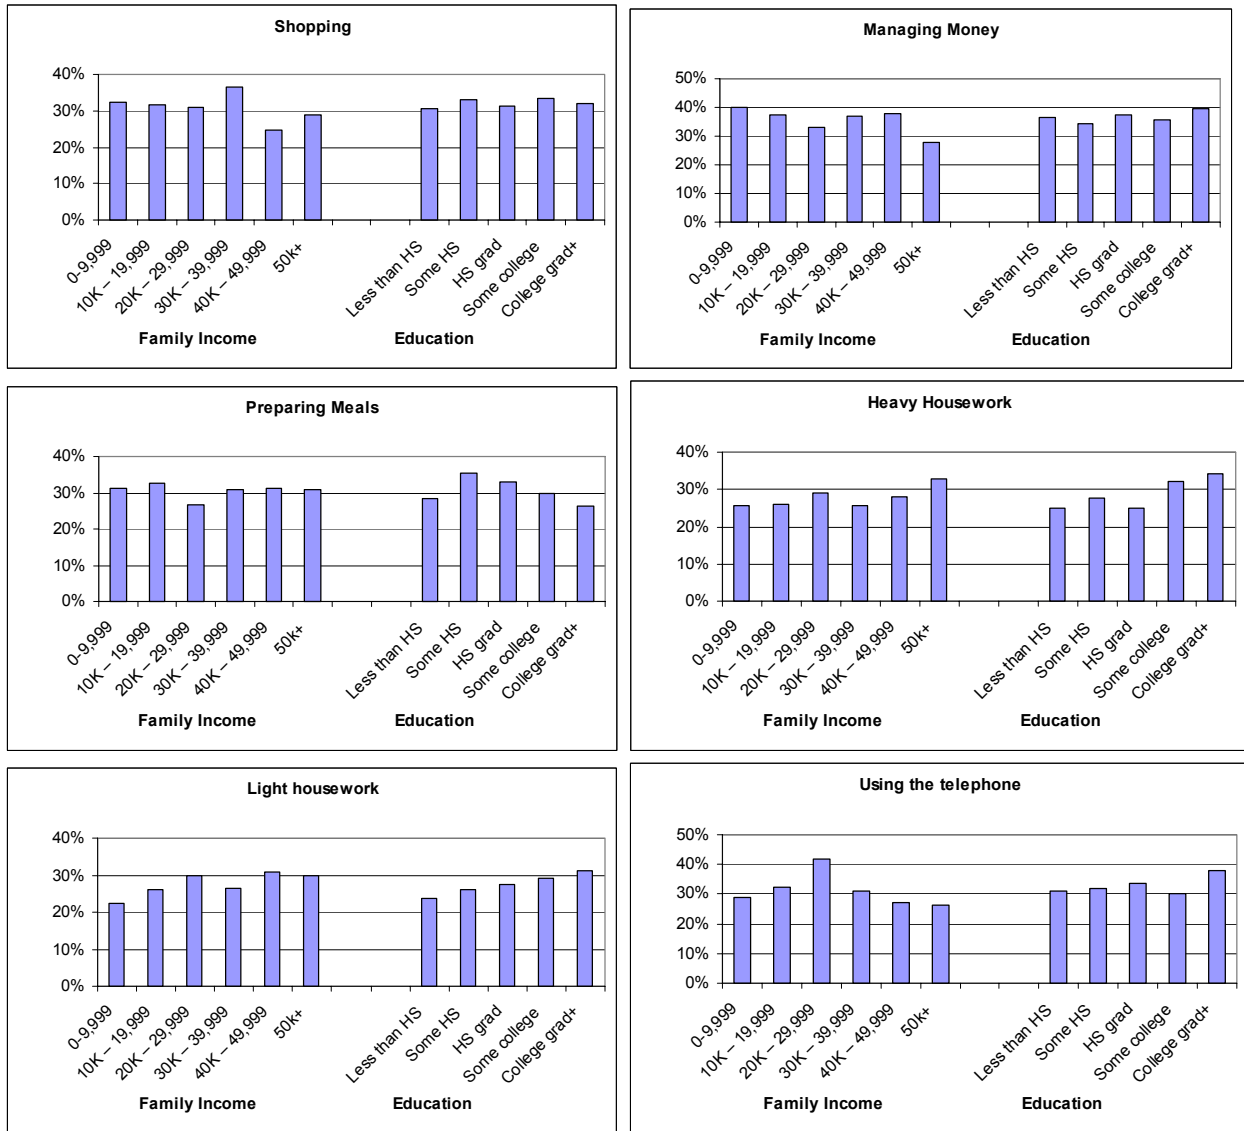 Shopping
40%
30%
20%
10%
0%
0-9,999
10K – 19,999
20K – 29,999
30K – 39,999
40K – 49,999
50k+
Less than HS
Some HS
HS grad
Some college
College grad+
Family Income
Education
Managing Money
50%
40%
30%
20%
10%
0%
0-9,999
10K – 19,999
20K – 29,999
30K – 39,999
40K – 49,999
50k+
Less than HS
Some HS
HS grad
Some college
College grad+
Family Income
Education
Preparing Meals
40%
30%
20%
10%
0%
0-9,999
10K – 19,999
20K – 29,999
30K – 39,999
40K – 49,999
50k+
Less than HS
Some HS
HS grad
Some college
College grad+
Family Income
Education
Heavy Housework
40%
30%
20%
10%
0%
0-9,999
10K – 19,999
20K – 29,999
30K – 39,999
40K – 49,999
50k+
Less than HS
Some HS
HS grad
Some college
College grad+
Family Income
Education
Light housework
40%
30%
20%
10%
0%
0-9,999
10K – 19,999
20K – 29,999
30K – 39,999
40K – 49,999
50k+
Less than HS
Some HS
HS grad
Some college
College grad+
Family Income
Education
Using the telephone
50%
40%
30%
20%
10%
0%
0-9,999
10K – 19,999
20K – 29,999
30K – 39,999
40K – 49,999
50k+
Less than HS
Some HS
HS grad
Some college
College grad+
Family Income
Education